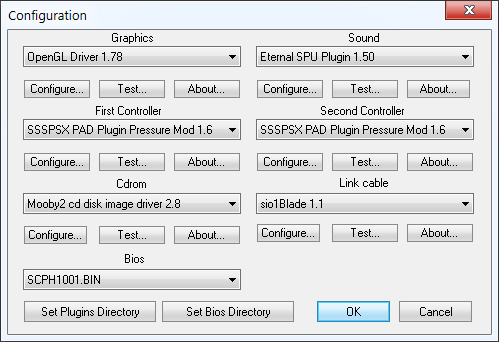 Configuration
Graphics Sound
OpenGL Driver 1.78 Eternal SPU Plugin 1.50
Configure... Test... About... Configure... Test... About...
First Controller Second Controller
SSSPSX PAD Plugin Pressure Mod 1.6 SSSPSX PAD Plugin Pressure Mod 1.6
Configure... Test... About... Configure... Test... About...
Cdrom Link cable
Mooby2 cd disk image driver 2.8 sio1Blade 1.1
Configure... Test... About... Configure... Test... About...
Bios
SCPH1001.BIN
Set Plugins Directory Set Bios Directory OK Cancel